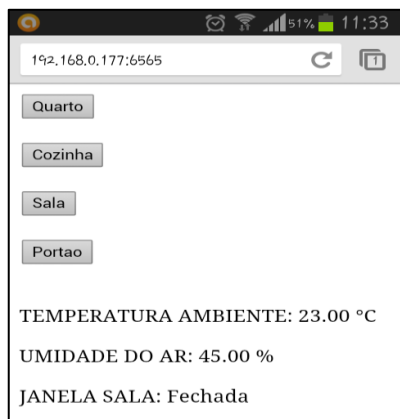 51% 11:33
192.168.0.177:6565
1
Quarto
Cozinha
Sala
Portao
TEMPERATURA AMBIENTE: 23.00 °C
UMIDADE DO AR: 45.00 %
JANELA SALA: Fechada